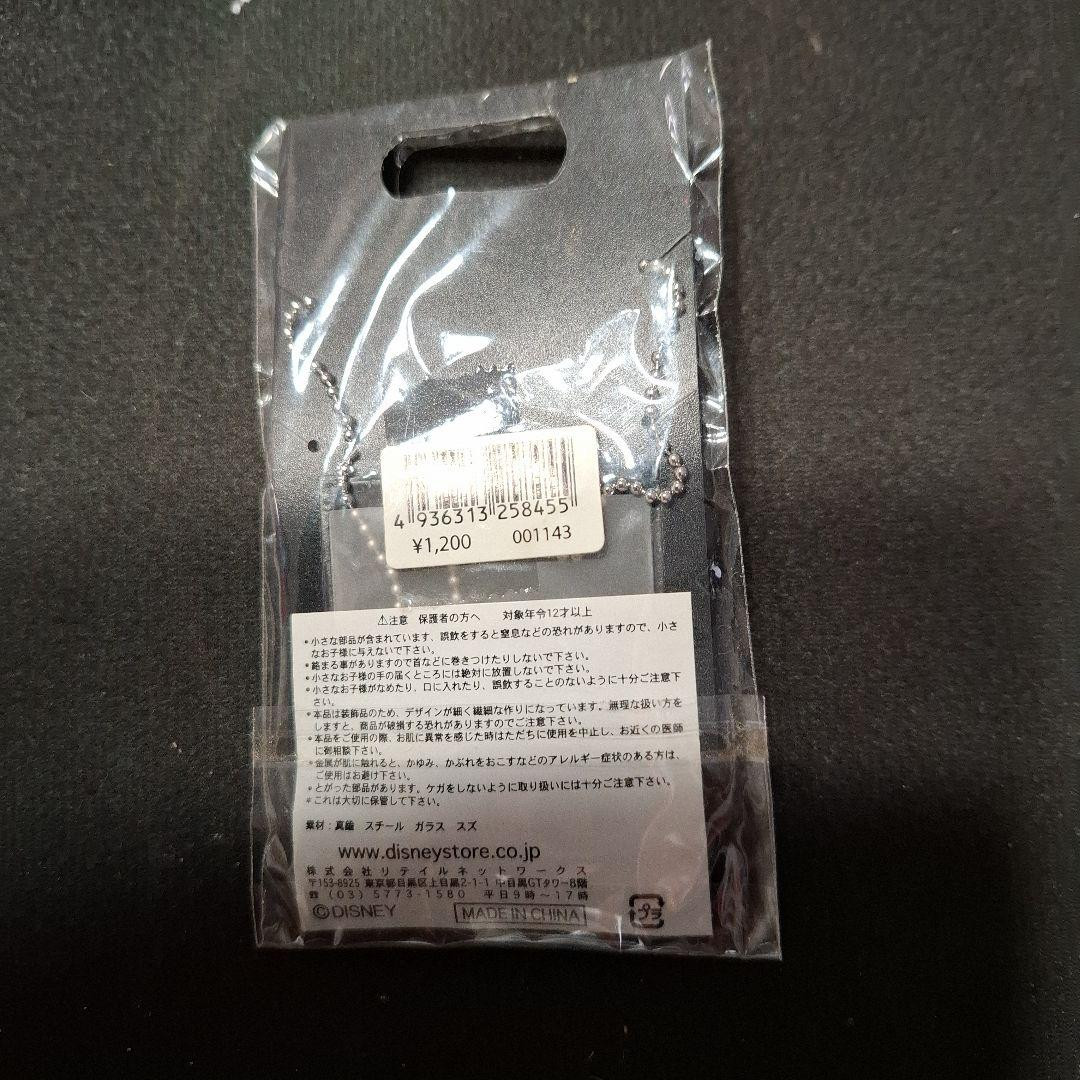 4 936313 258455
¥1,200 001143
⚠注意 保護者の方へ 対象年令12才以上
*小さな部品が含まれています、誤飲をすると窒息などの恐れがありますので、小さ
なお子様に与えないで下さい。
*絡まる事がありますので首などに巻きつけたりしないで下さい。
*小さなお子様の手の届くところには絶対に放置しないで下さい。
*小さなお子様がなめたり、口に入れたり、誤飲することのないように十分ご注意下
さい。
*本品は装飾品のため、デザインが細く繊細な作りになっています。無理な扱い方を
しますと、商品が破損する恐れがありますのでご注意下さい。
*本品をご使用の際、お肌に異常を感じた時はただちに使用を中止し、お近くの医師
に御相談下さい。
*金属が肌に触れると、かゆみ、かぶれをおこすなどのアレルギー症状のある方は、
ご使用はお避け下さい。
*とがった部品があります。ケガをしないように取り扱いには十分ご注意下さい。
*これは大切に保管して下さい。
素材:真鍮 スチール ガラス スズ
www.disneystore.co.jp
株式会社リテイルネットワークス
〒153-8925 東京都目黒区上目黒2-1-1 中目黒GTタワー8階
☎(03)5773-1580 平日9時〜17時
©DISNEY MADE IN CHINA プラ